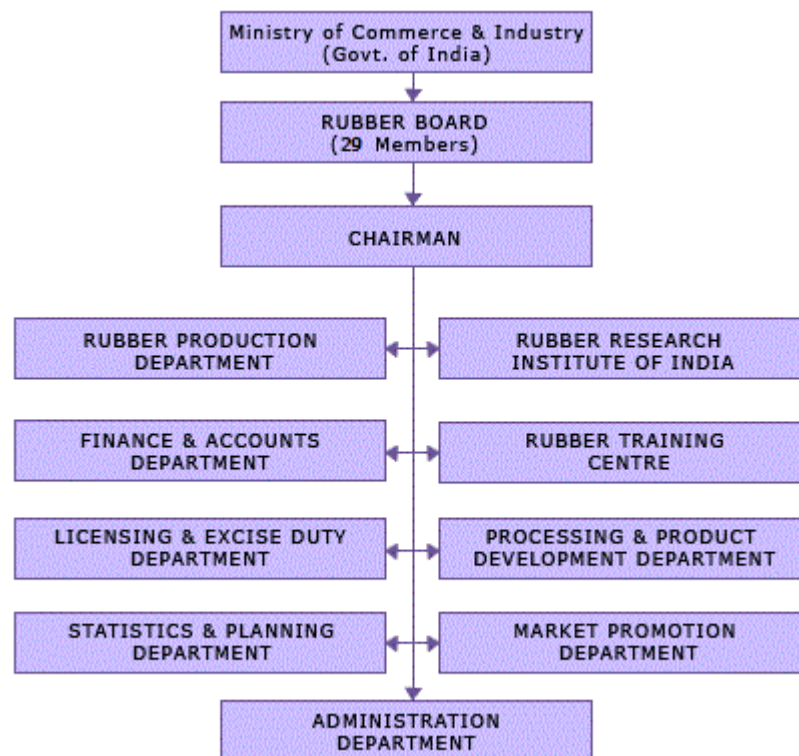 Ministry of Commerce & Industry
(Govt. of India)
RUBBER BOARD
(29 Members)
CHAIRMAN
RUBBER PRODUCTION
DEPARTMENT
RUBBER RESEARCH
INSTITUTE OF INDIA
FINANCE & ACCOUNTS
DEPARTMENT
RUBBER TRAINING
CENTRE
LICENSING & EXCISE DUTY
DEPARTMENT
PROCESSING & PRODUCT
DEVELOPMENT DEPARTMENT
STATISTICS & PLANNING
DEPARTMENT
MARKET PROMOTION
DEPARTMENT
ADMINISTRATION
DEPARTMENT